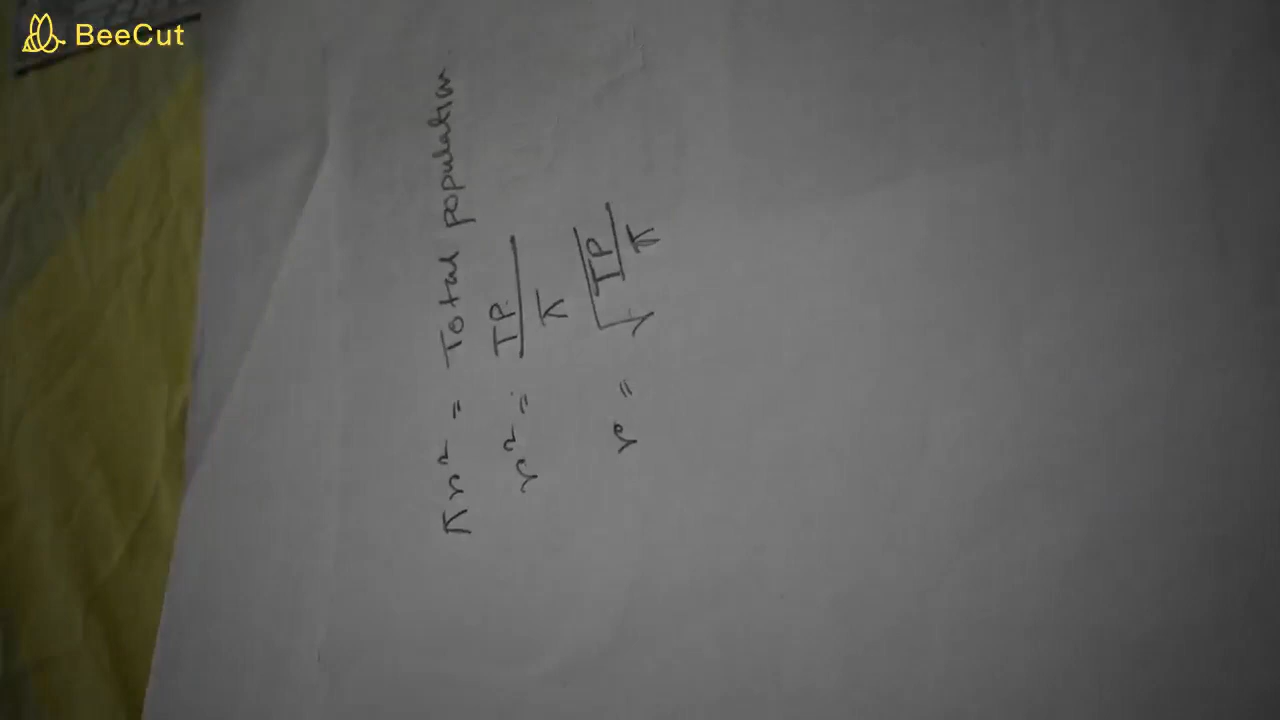 BeeCut
πr² = Total population
r² = TP/π
r = √TP/π